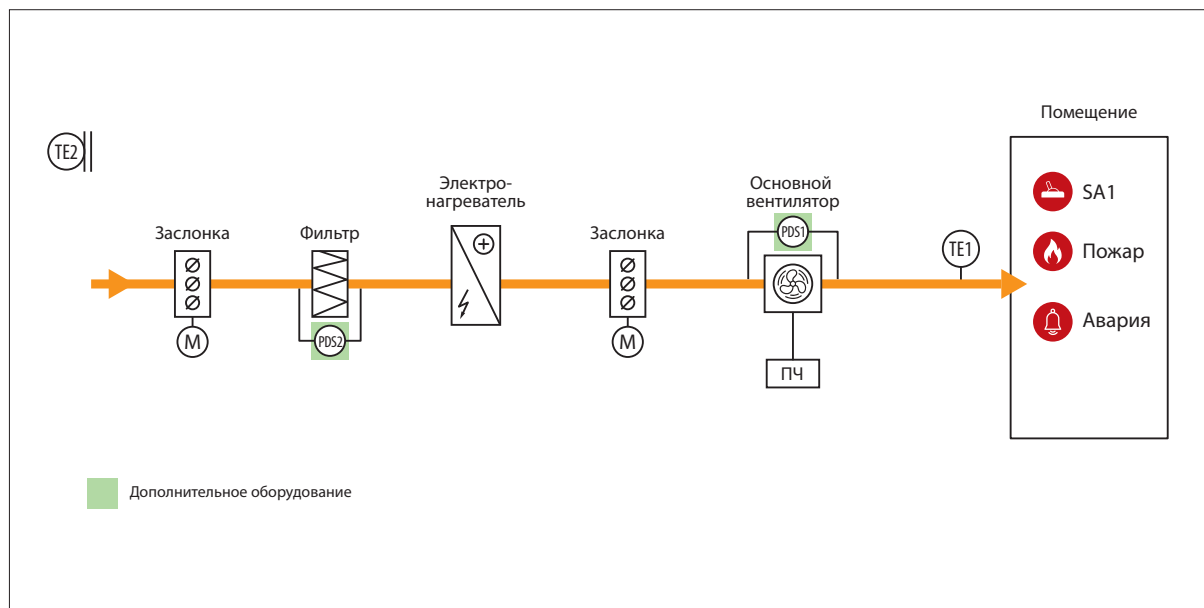 Помещение
TE2
Электро-
нагреватель
Основной
вентилятор
SA1
Заслонка
Фильтр
Заслонка
PDS1
TE1
Пожар
Авария
M
PDS2
M
ПЧ
Дополнительное оборудование